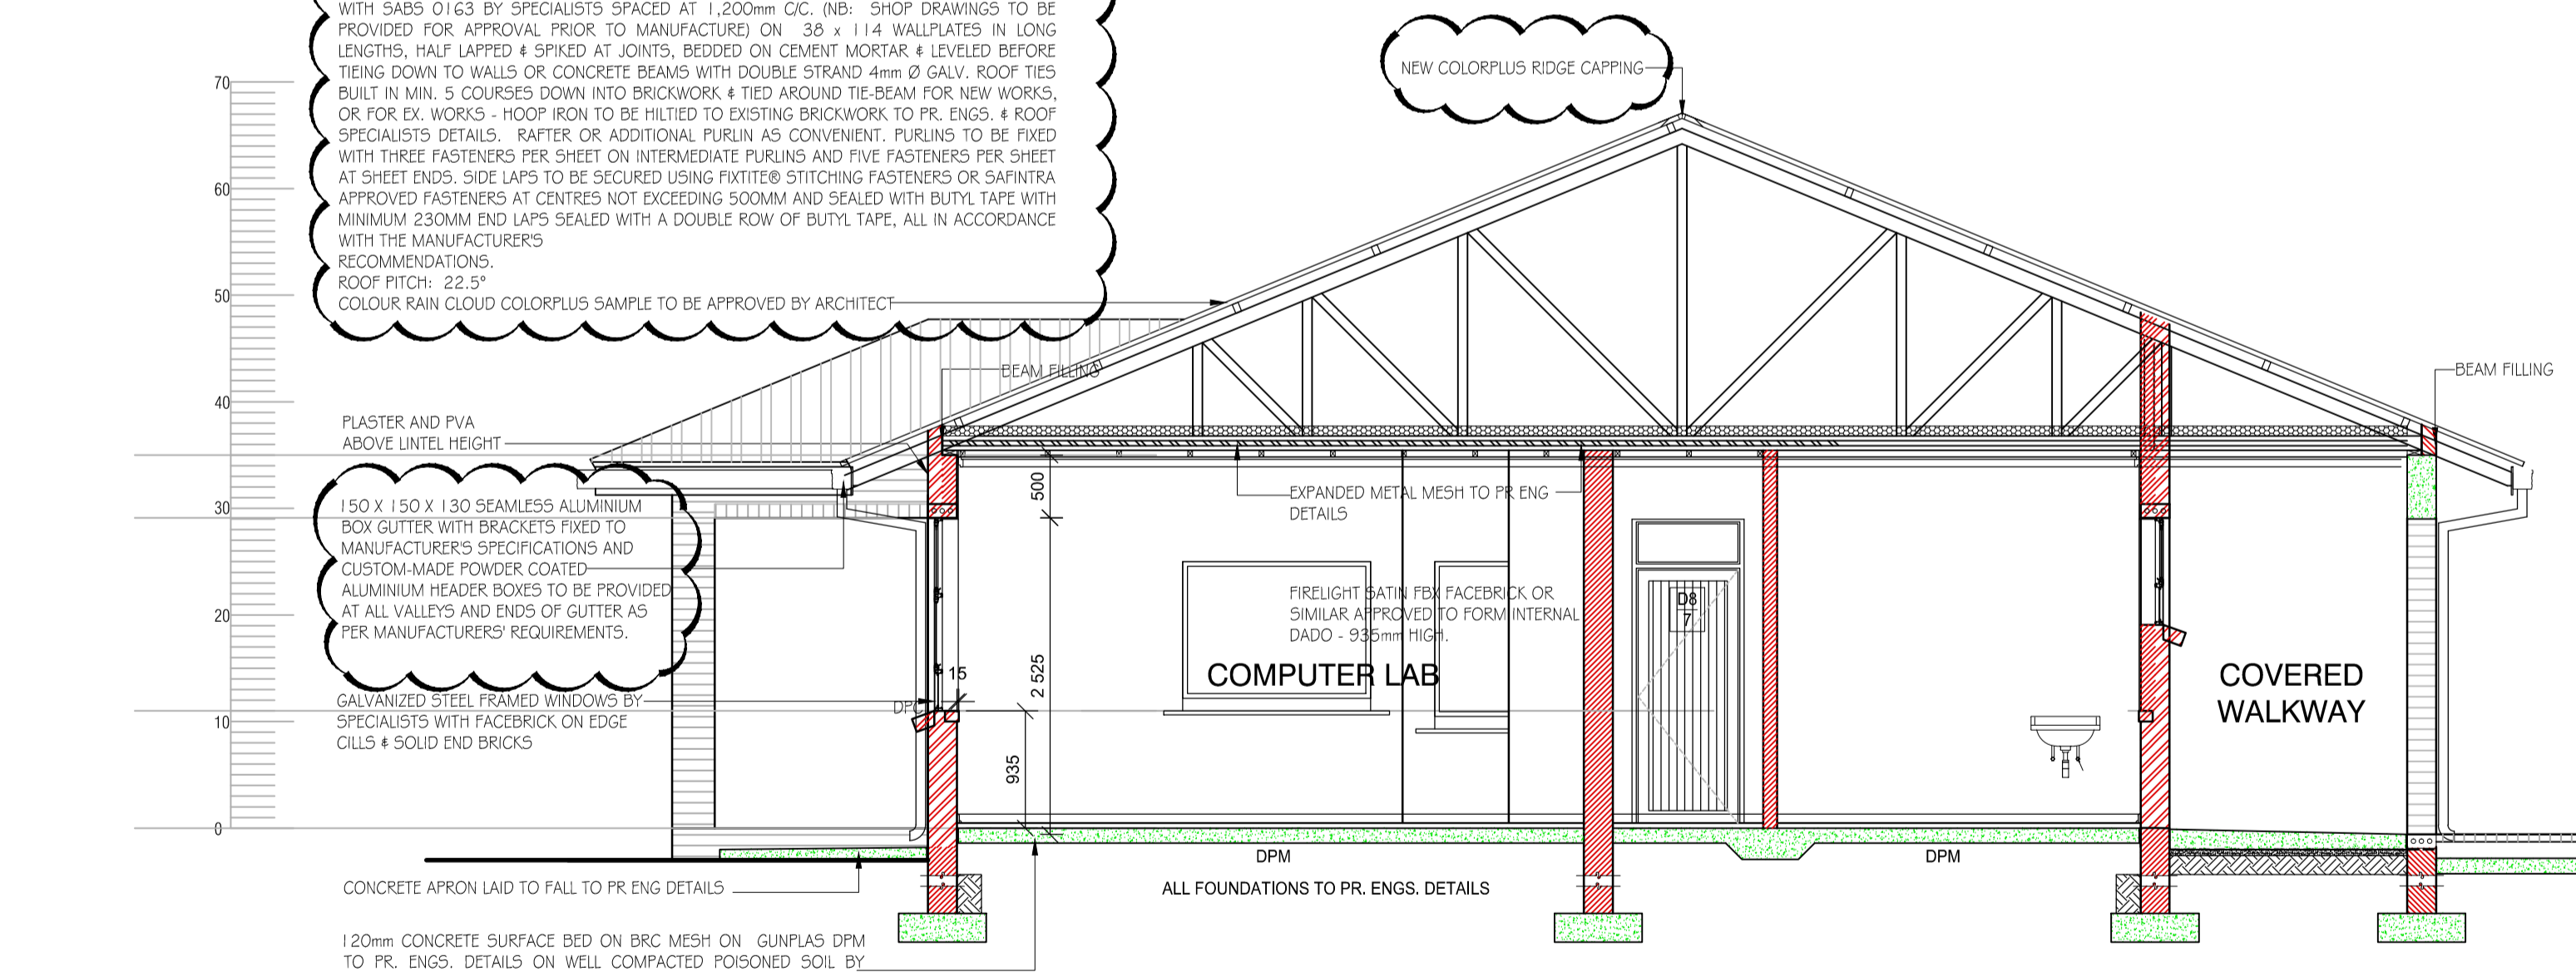 WITH SABS 0163 BY SPECIALISTS SPACED AT 1,200mm C/C. (NB: SHOP DRAWINGS TO BE
PROVIDED FOR APPROVAL PRIOR TO MANUFACTURE) ON 38 x 114 WALLPLATES IN LONG
LENGTHS, HALF LAPPED & SPIKED AT JOINTS, BEDDED ON CEMENT MORTAR & LEVELED BEFORE
TIEING DOWN TO WALLS OR CONCRETE BEAMS WITH DOUBLE STRAND 4mm Ø GALV. ROOF TIES
BUILT IN MIN. 5 COURSES DOWN INTO BRICKWORK & TIED AROUND TIE-BEAM FOR NEW WORKS,
OR FOR EX. WORKS - HOOP IRON TO BE HILTIED TO EXISTING BRICKWORK TO PR. ENGS. & ROOF
SPECIALISTS DETAILS. RAFTER OR ADDITIONAL PURLIN AS CONVENIENT. PURLINS TO BE FIXED
WITH THREE FASTENERS PER SHEET ON INTERMEDIATE PURLINS AND FIVE FASTENERS PER SHEET
AT SHEET ENDS. SIDE LAPS TO BE SECURED USING FIXTITE® STITCHING FASTENERS OR SAFINTRA
APPROVED FASTENERS AT CENTRES NOT EXCEEDING 500MM AND SEALED WITH BUTYL TAPE WITH
MINIMUM 230MM END LAPS SEALED WITH A DOUBLE ROW OF BUTYL TAPE, ALL IN ACCORDANCE
WITH THE MANUFACTURER'S
RECOMMENDATIONS.
ROOF PITCH: 22.5°
COLOUR RAIN CLOUD COLORPLUS SAMPLE TO BE APPROVED BY ARCHITECT
NEW COLORPLUS RIDGE CAPPING
70
60
50
40
30
20
10
0
BEAM FILLING
BEAM FILLING
PLASTER AND PVA
ABOVE LINTEL HEIGHT
150 X 150 X 130 SEAMLESS ALUMINIUM
BOX GUTTER WITH BRACKETS FIXED TO
MANUFACTURER'S SPECIFICATIONS AND
CUSTOM-MADE POWDER COATED
ALUMINIUM HEADER BOXES TO BE PROVIDED
AT ALL VALLEYS AND ENDS OF GUTTER AS
PER MANUFACTURERS' REQUIREMENTS.
GALVANIZED STEEL FRAMED WINDOWS BY
SPECIALISTS WITH FACEBRICK ON EDGE
CILLS & SOLID END BRICKS
DPC
15
500
2 525
935
EXPANDED METAL MESH TO PR ENG
DETAILS
FIRELIGHT SATIN FBX FACEBRICK OR
SIMILAR APPROVED TO FORM INTERNAL
DADO - 935mm HIGH.
COMPUTER LAB
D8
7
COVERED
WALKWAY
DPM
DPM
ALL FOUNDATIONS TO PR. ENGS. DETAILS
CONCRETE APRON LAID TO FALL TO PR ENG DETAILS
120mm CONCRETE SURFACE BED ON BRC MESH ON GUNPLAS DPM
TO PR. ENGS. DETAILS ON WELL COMPACTED POISONED SOIL BY